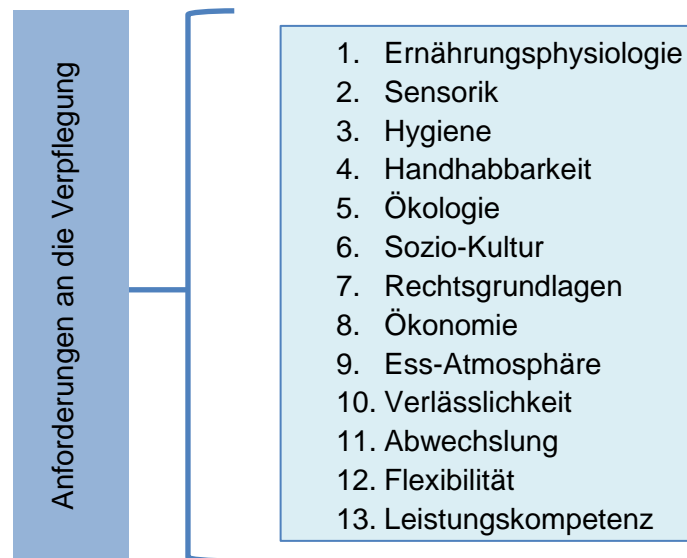 Anforderungen an die Verpflegung
1. Ernährungsphysiologie
2. Sensorik
3. Hygiene
4. Handhabbarkeit
5. Ökologie
6. Sozio-Kultur
7. Rechtsgrundlagen
8. Ökonomie
9. Ess-Atmosphäre
10. Verlässlichkeit
11. Abwechslung
12. Flexibilität
13. Leistungskompetenz